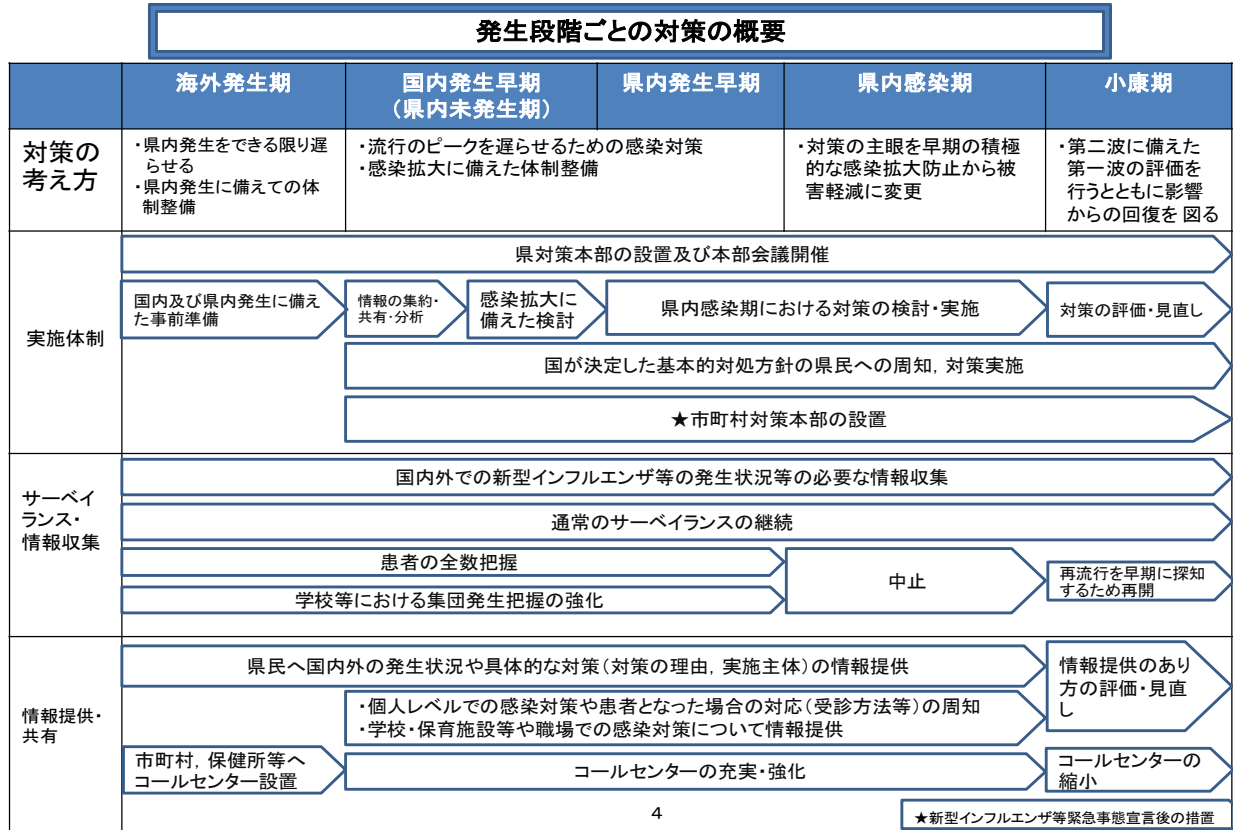 発生段階ごとの対策の概要
海外発生期
国内発生早期
（県内未発生期）
県内発生早期
県内感染期
小康期
対策の
考え方
・県内発生をできる限り遅
らせる
・県内発生に備えての体
制整備
・流行のピークを遅らせるための感染対策
・感染拡大に備えた体制整備
・対策の主眼を早期の積極
的な感染拡大防止から被
害軽減に変更
・第二波に備えた
第一波の評価を
行うとともに影響
からの回復を 図る
実施体制
県対策本部の設置及び本部会議開催
国内及び県内発生に備え
た事前準備
情報の集約・
共有・分析
感染拡大に
備えた検討
県内感染期における対策の検討・実施
対策の評価・見直し
国が決定した基本的対処方針の県民への周知，対策実施
★市町村対策本部の設置
サーベイ
ランス・
情報収集
国内外での新型インフルエンザ等の発生状況等の必要な情報収集
通常のサーベイランスの継続
患者の全数把握
学校等における集団発生把握の強化
中止
再流行を早期に探知
するため再開
情報提供・
共有
県民へ国内外の発生状況や具体的な対策（対策の理由，実施主体）の情報提供
情報提供のあり
方の評価・見直
し
・個人レベルでの感染対策や患者となった場合の対応（受診方法等）の周知
・学校・保育施設等や職場での感染対策について情報提供
市町村，保健所等へ
コールセンター設置
コールセンターの充実・強化
コールセンターの
縮小
4
★新型インフルエンザ等緊急事態宣言後の措置